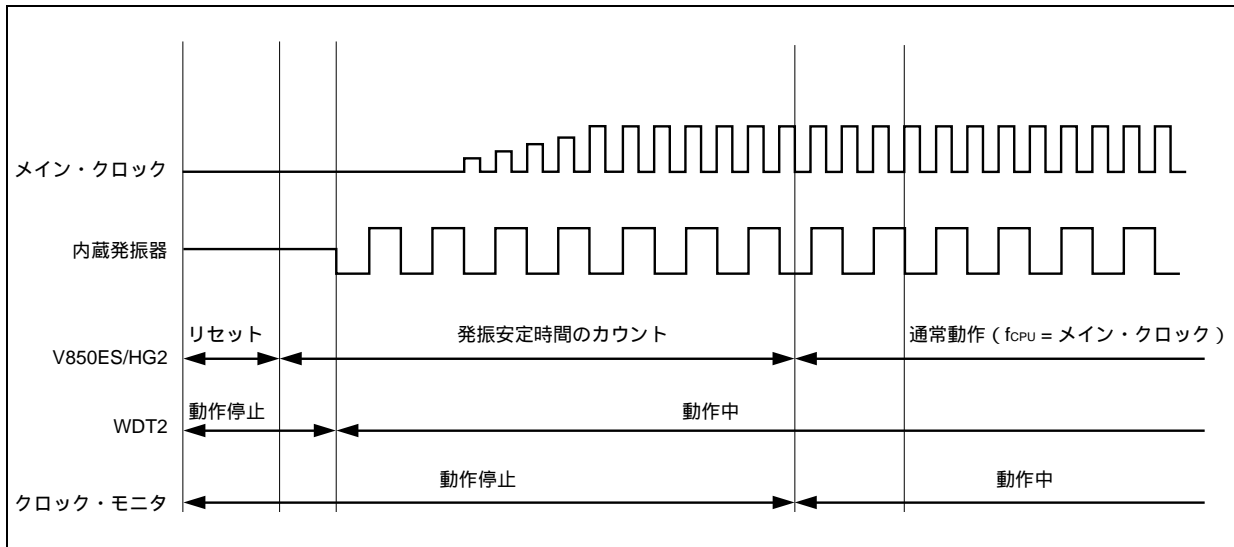 メイン・クロック
内蔵発振器
リセット 発振安定時間のカウント 通常動作（fCPU = メイン・クロック）
V850ES/HG2
動作停止 動作中
WDT2
動作停止 動作中
クロック・モニタ